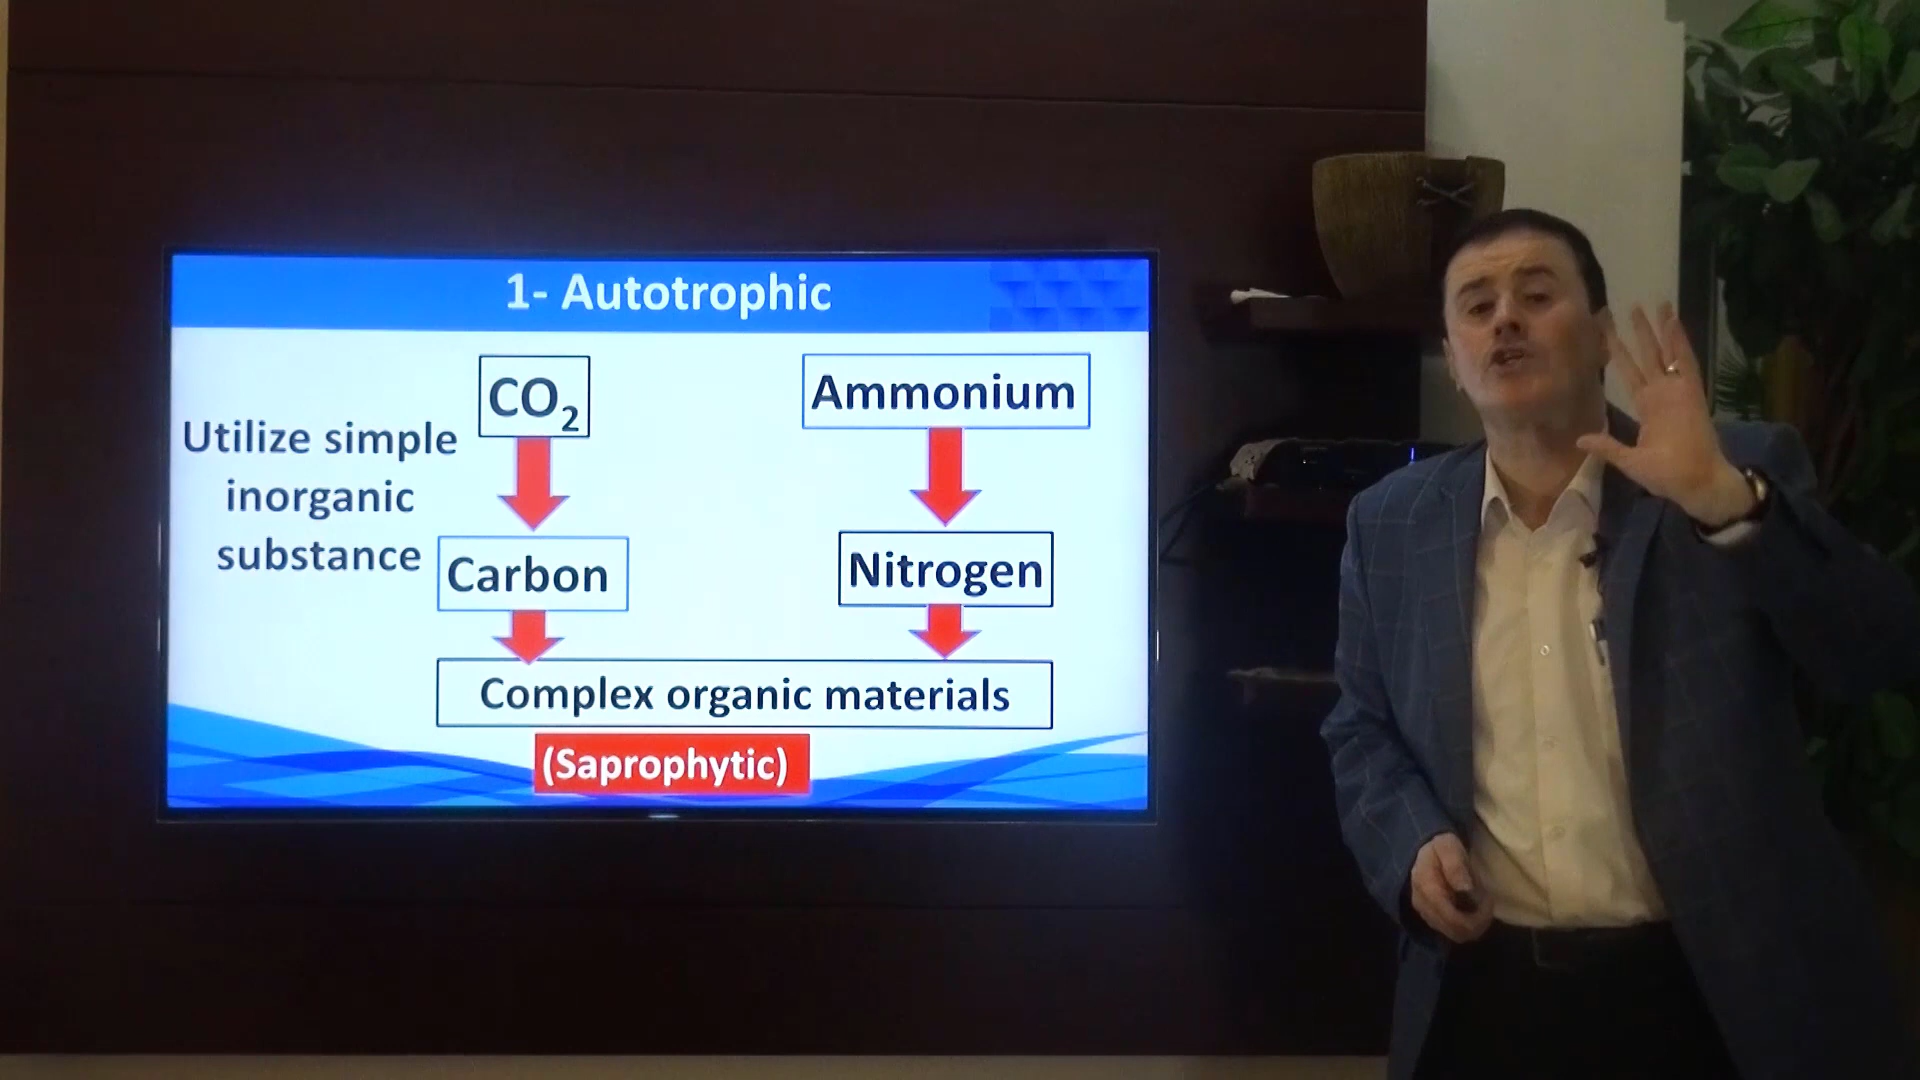 1- Autotrophic
Utilize simple
inorganic
substance
CO₂
Carbon
Ammonium
Nitrogen
Complex organic materials
(Saprophytic)